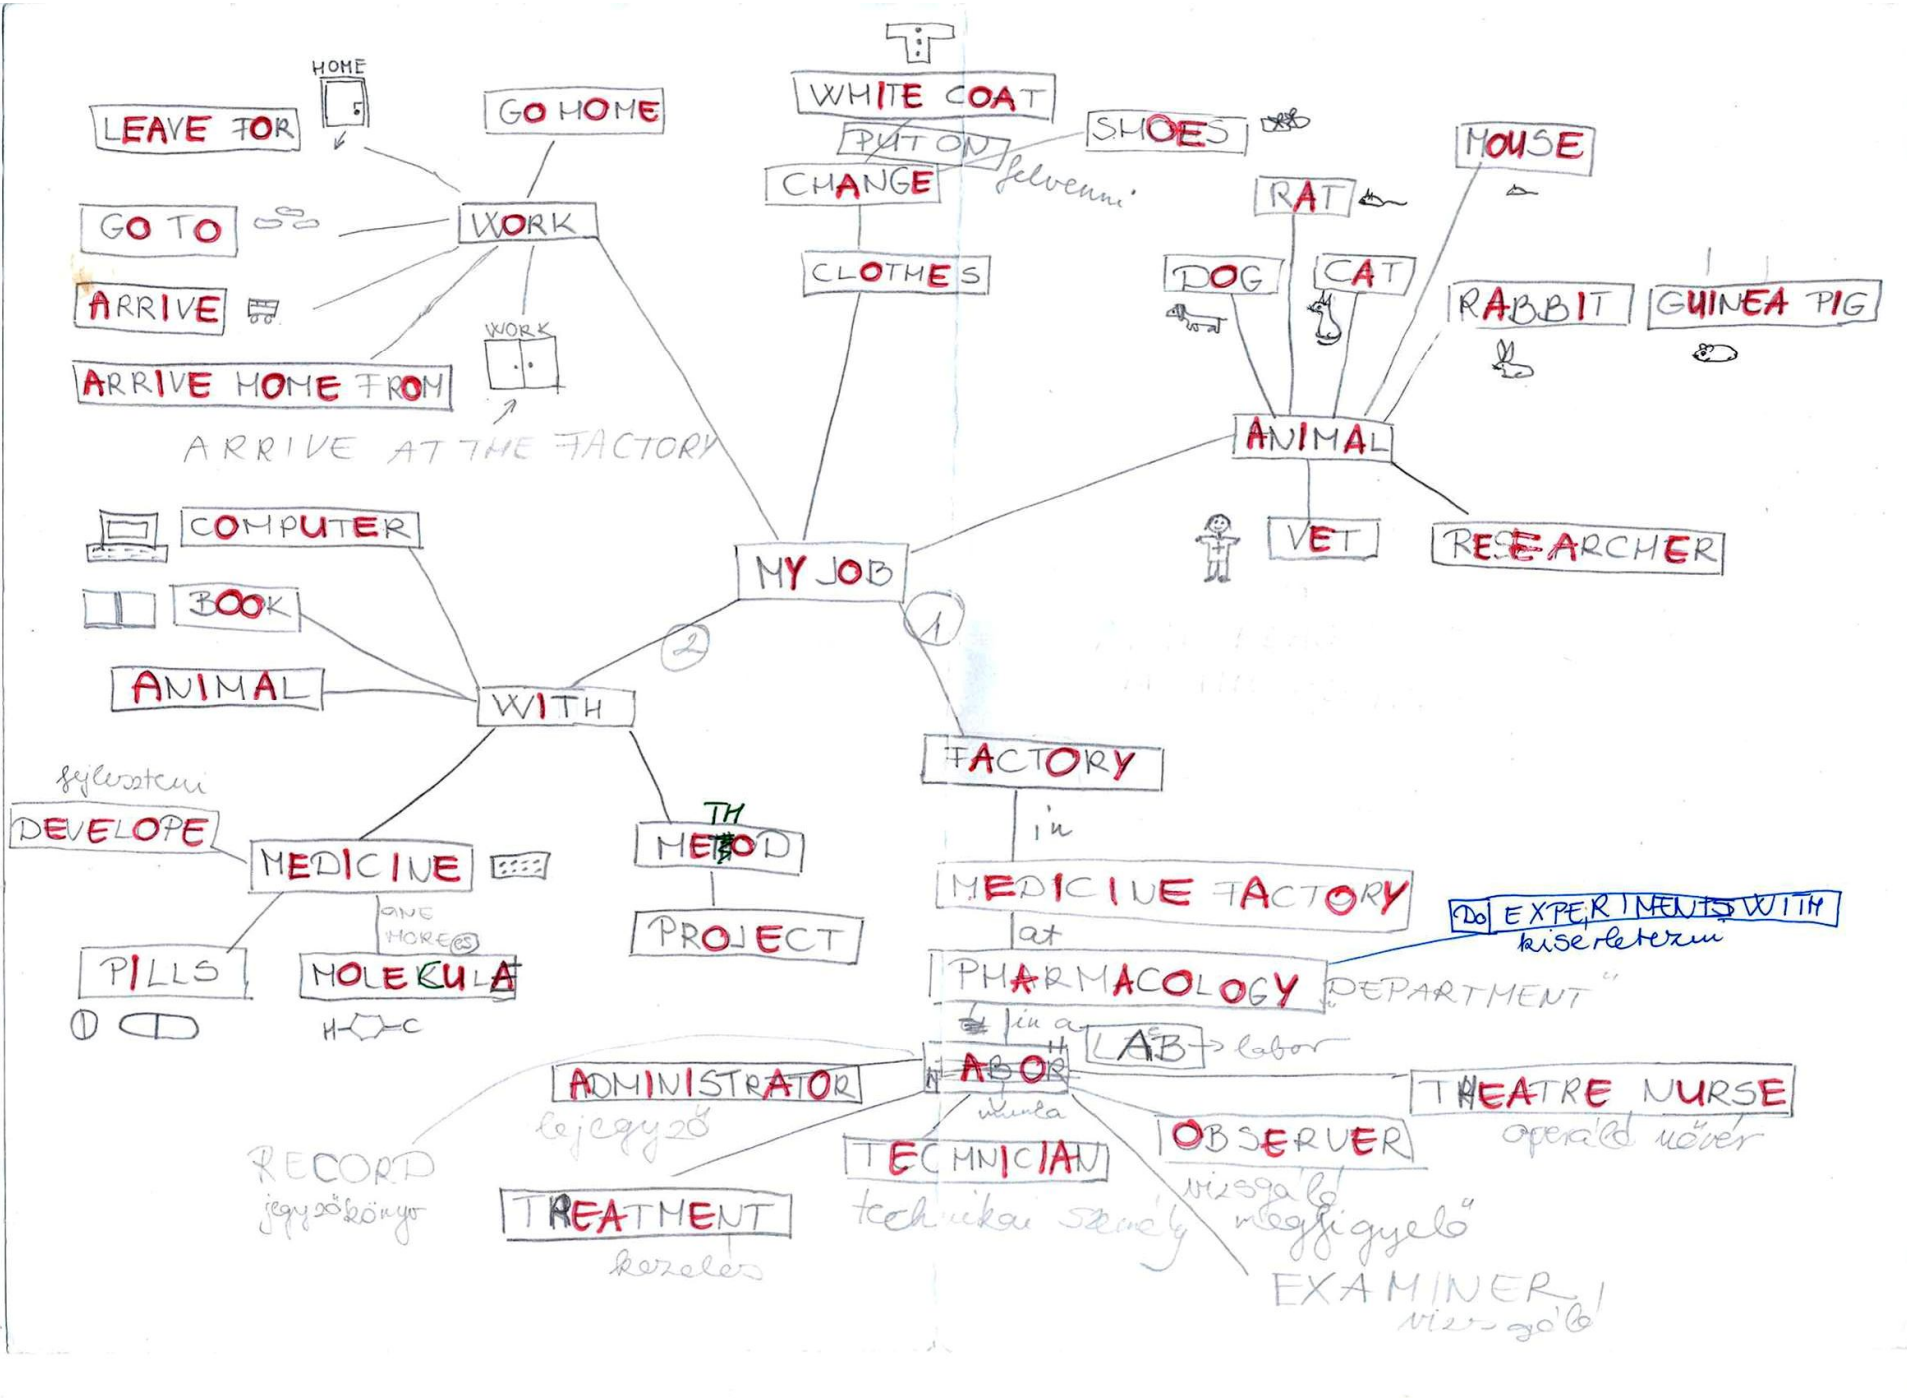 HOME
LEAVE FOR
GO HOME
WHITE COAT
PUT ON
SHOES
felvenni
CHANGE
MOUSE
RAT
GO TO
WORK
CLOTHES
DOG
CAT
RABBIT
GUINEA PIG
ARRIVE
WORK
ARRIVE HOME FROM
ARRIVE AT THE FACTORY
ANIMAL
COMPUTER
VET
RESEARCHER
MY JOB
BOOK
2
1
ANIMAL
WITH
FACTORY
fejleszteni
DEVELOPE
TH
METOD
in
MEDICINE
MEDICINE FACTORY
ONE
MORE (es)
PROJECT
at
DO EXPERIMENTS WITH
kiserletezni
PILLS
MOLECULA
PHARMACOLOGY
"DEPARTMENT"
H C
in a
LAB → labor
ADMINISTRATOR
lejegyző
LABOR
munka
THEATRE NURSE
operáló nővér
RECORD
jegyzőkönyv
TECHNICIAN
technikai személy
OBSERVER
vizsgáló
megfigyelő
TREATMENT
kezelés
EXAMINER
vizsgáló